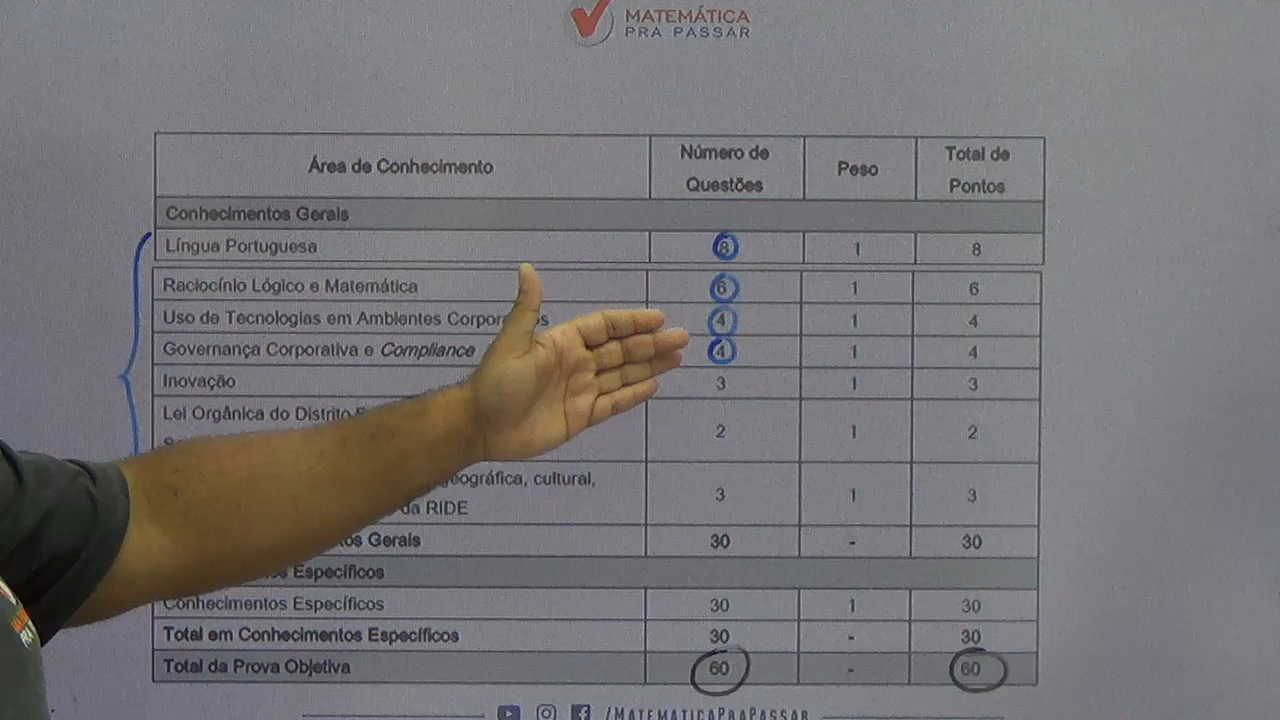 MATEMÁTICA
PRA PASSAR
Área de Conhecimento Número de Questões Peso Total de Pontos
Conhecimentos Gerais
Língua Portuguesa 8 1 8
Raciocínio Lógico e Matemática 6 1 6
Uso de Tecnologias em Ambientes 4 1 4
Governança Corporativa e Compliance 4 1 4
Inovação 3 1 3
Lei Orgânica do Distrito 2 1 2
cultural, 3 1 3
da RIDE
Gerais 30 - 30
Específicos
Conhecimentos Específicos 30 1 30
Total em Conhecimentos Específicos 30 - 30
Total da Prova Objetiva 60 - 60
/MATEMATICAPRAPASSAR